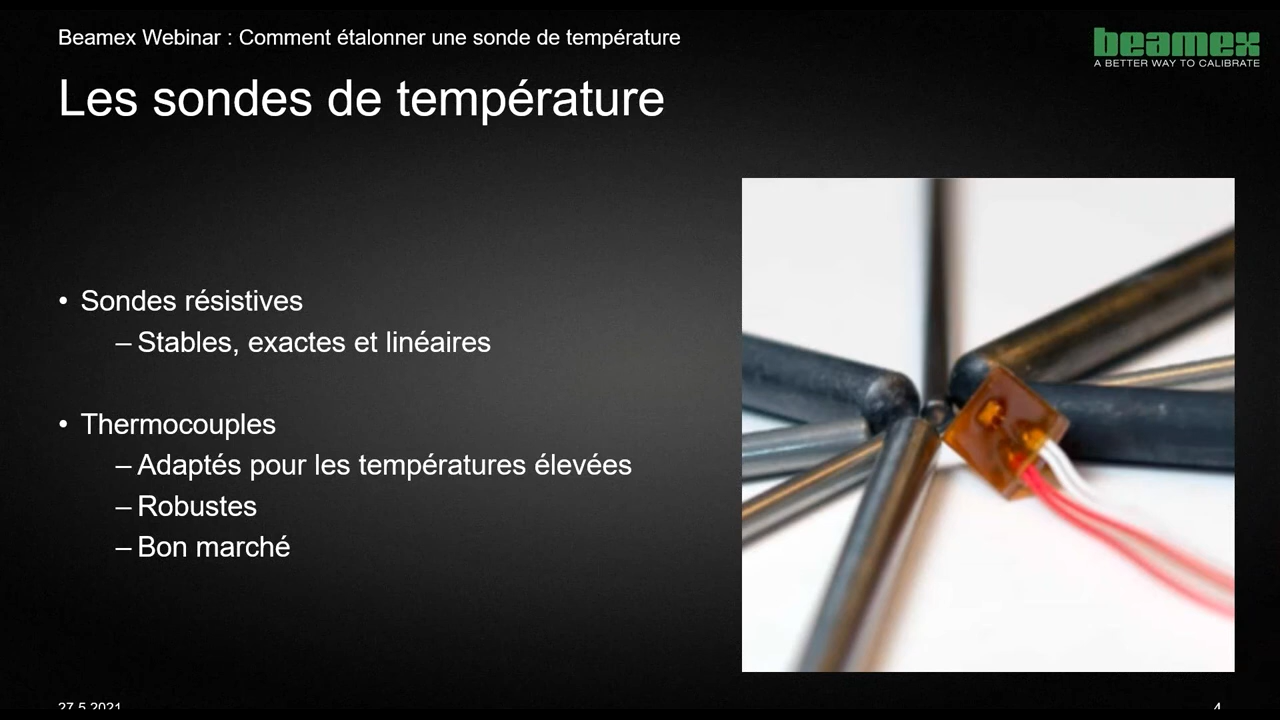 Beamex Webinar : Comment étalonner une sonde de température
beamex
A BETTER WAY TO CALIBRATE
Les sondes de température
• Sondes résistives
– Stables, exactes et linéaires
• Thermocouples
– Adaptés pour les températures élevées
– Robustes
– Bon marché
27.5.2021
4